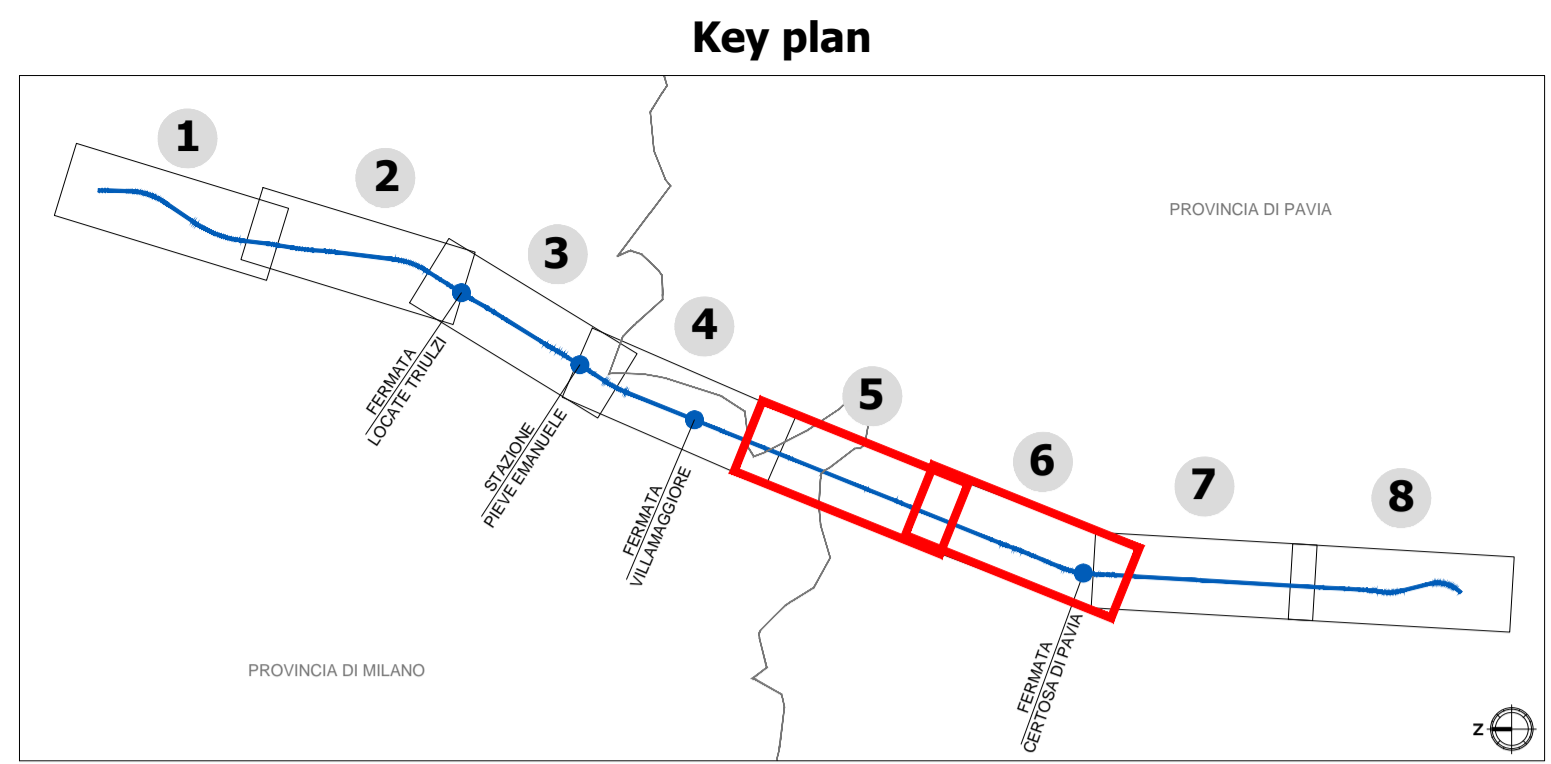 Key plan
1
2
3
4
5
6
7
8
PROVINCIA DI PAVIA
FERMATA
LOCATE TRIULZI
STAZIONE
PIEVE EMANUELE
FERMATA
VILLAMAGGIORE
FERMATA
CERTOSA DI PAVIA
PROVINCIA DI MILANO
N